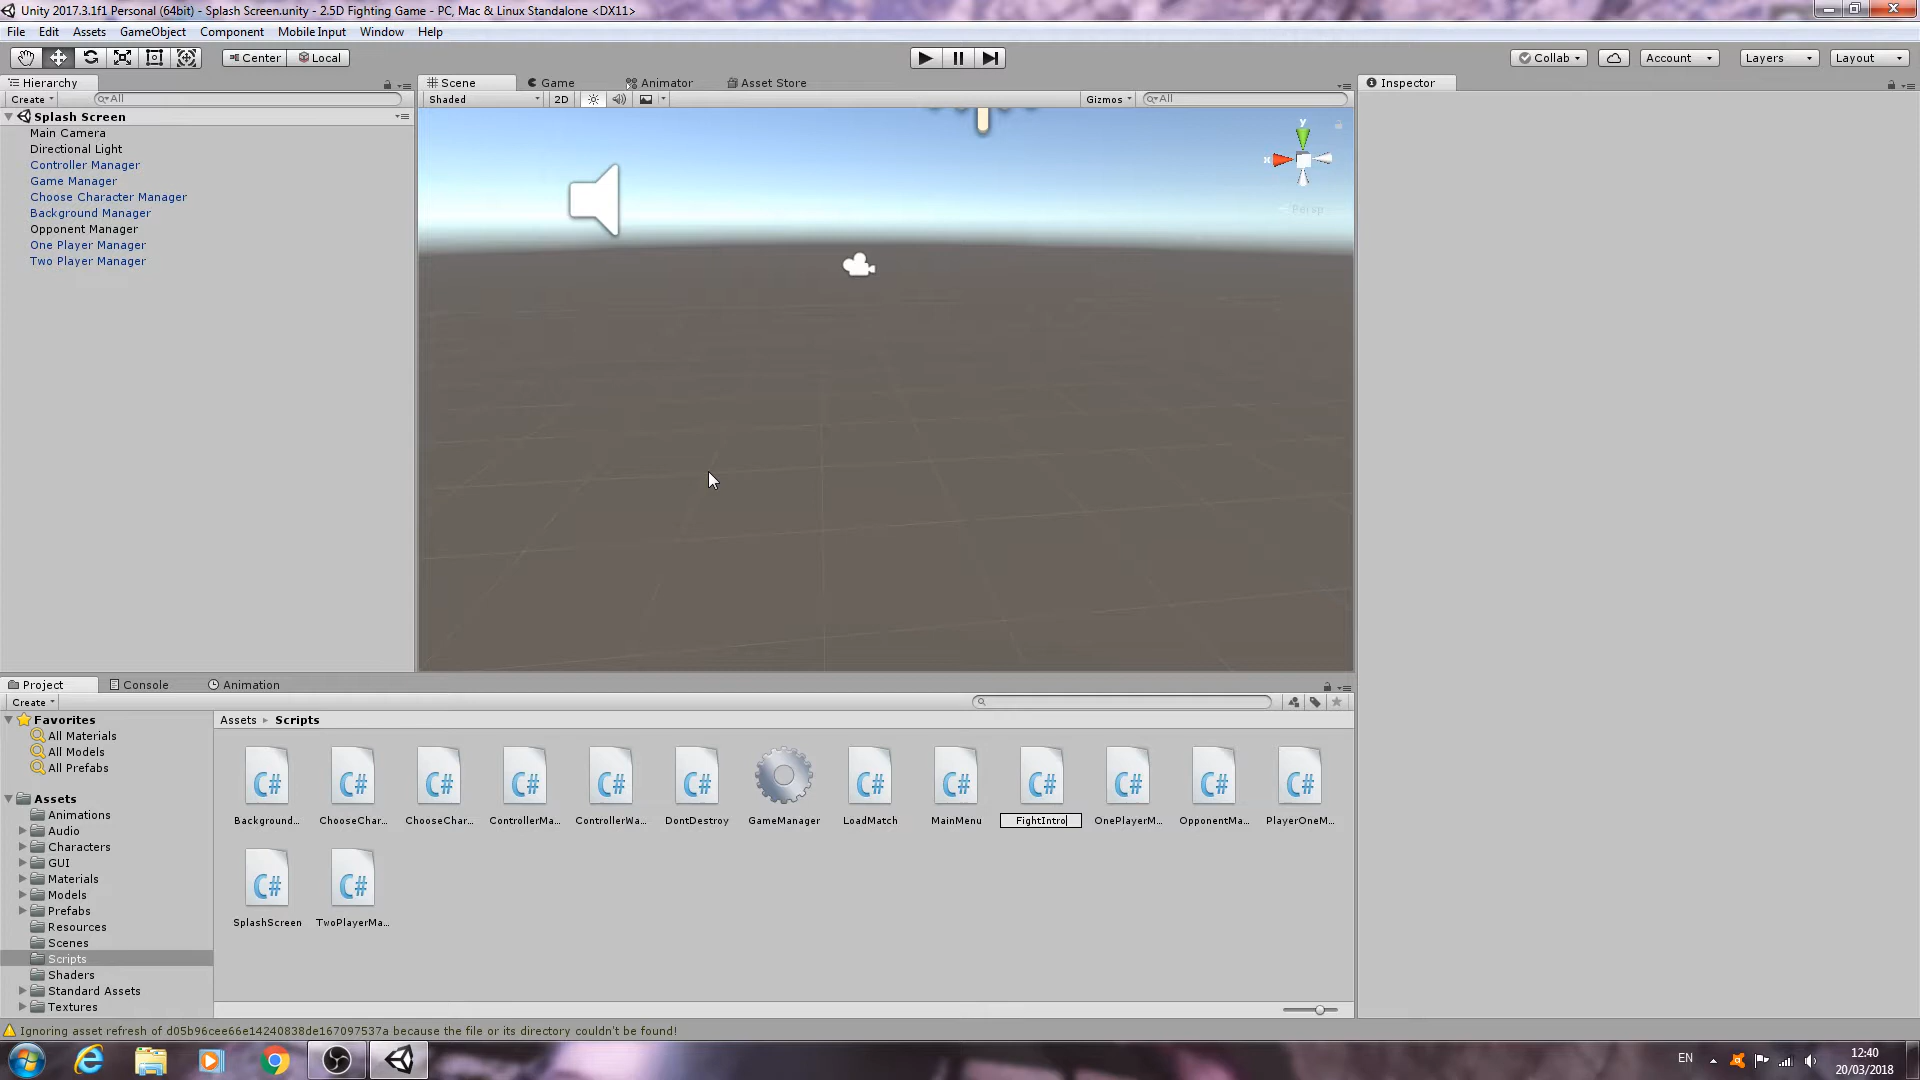 Unity 2017.3.1f1 Personal (64bit) - Splash Screen.unity - 2.5D Fighting Game - PC, Mac & Linux Standalone <DX11>
File Edit Assets GameObject Component Mobile Input Window Help
Center Local Collab Account Layers Layout
Hierarchy Scene Game Animator Asset Store Inspector
Create All Shaded 2D Gizmos All
Splash Screen
Main Camera
Directional Light
Controller Manager
Game Manager
Choose Character Manager
Background Manager
Opponent Manager
One Player Manager
Two Player Manager
y
x
Persp
Project Console Animation
Create
Favorites
All Materials
All Models
All Prefabs
Assets
Animations
Audio
Characters
GUI
Materials
Models
Prefabs
Resources
Scenes
Scripts
Shaders
Standard Assets
Textures
Assets Scripts
C# C# C# C# C# C# C# C# C# C# C# C#
Background... ChooseChar... ChooseChar... ControllerMa... ControllerWa... DontDestroy GameManager LoadMatch MainMenu FightIntro OnePlayerM... OpponentMa... PlayerOneM...
C# C#
SplashScreen TwoPlayerMa...
Ignoring asset refresh of d05b96cee66e14240838de167097537a because the file or its directory couldn't be found!
EN 12:40
20/03/2018